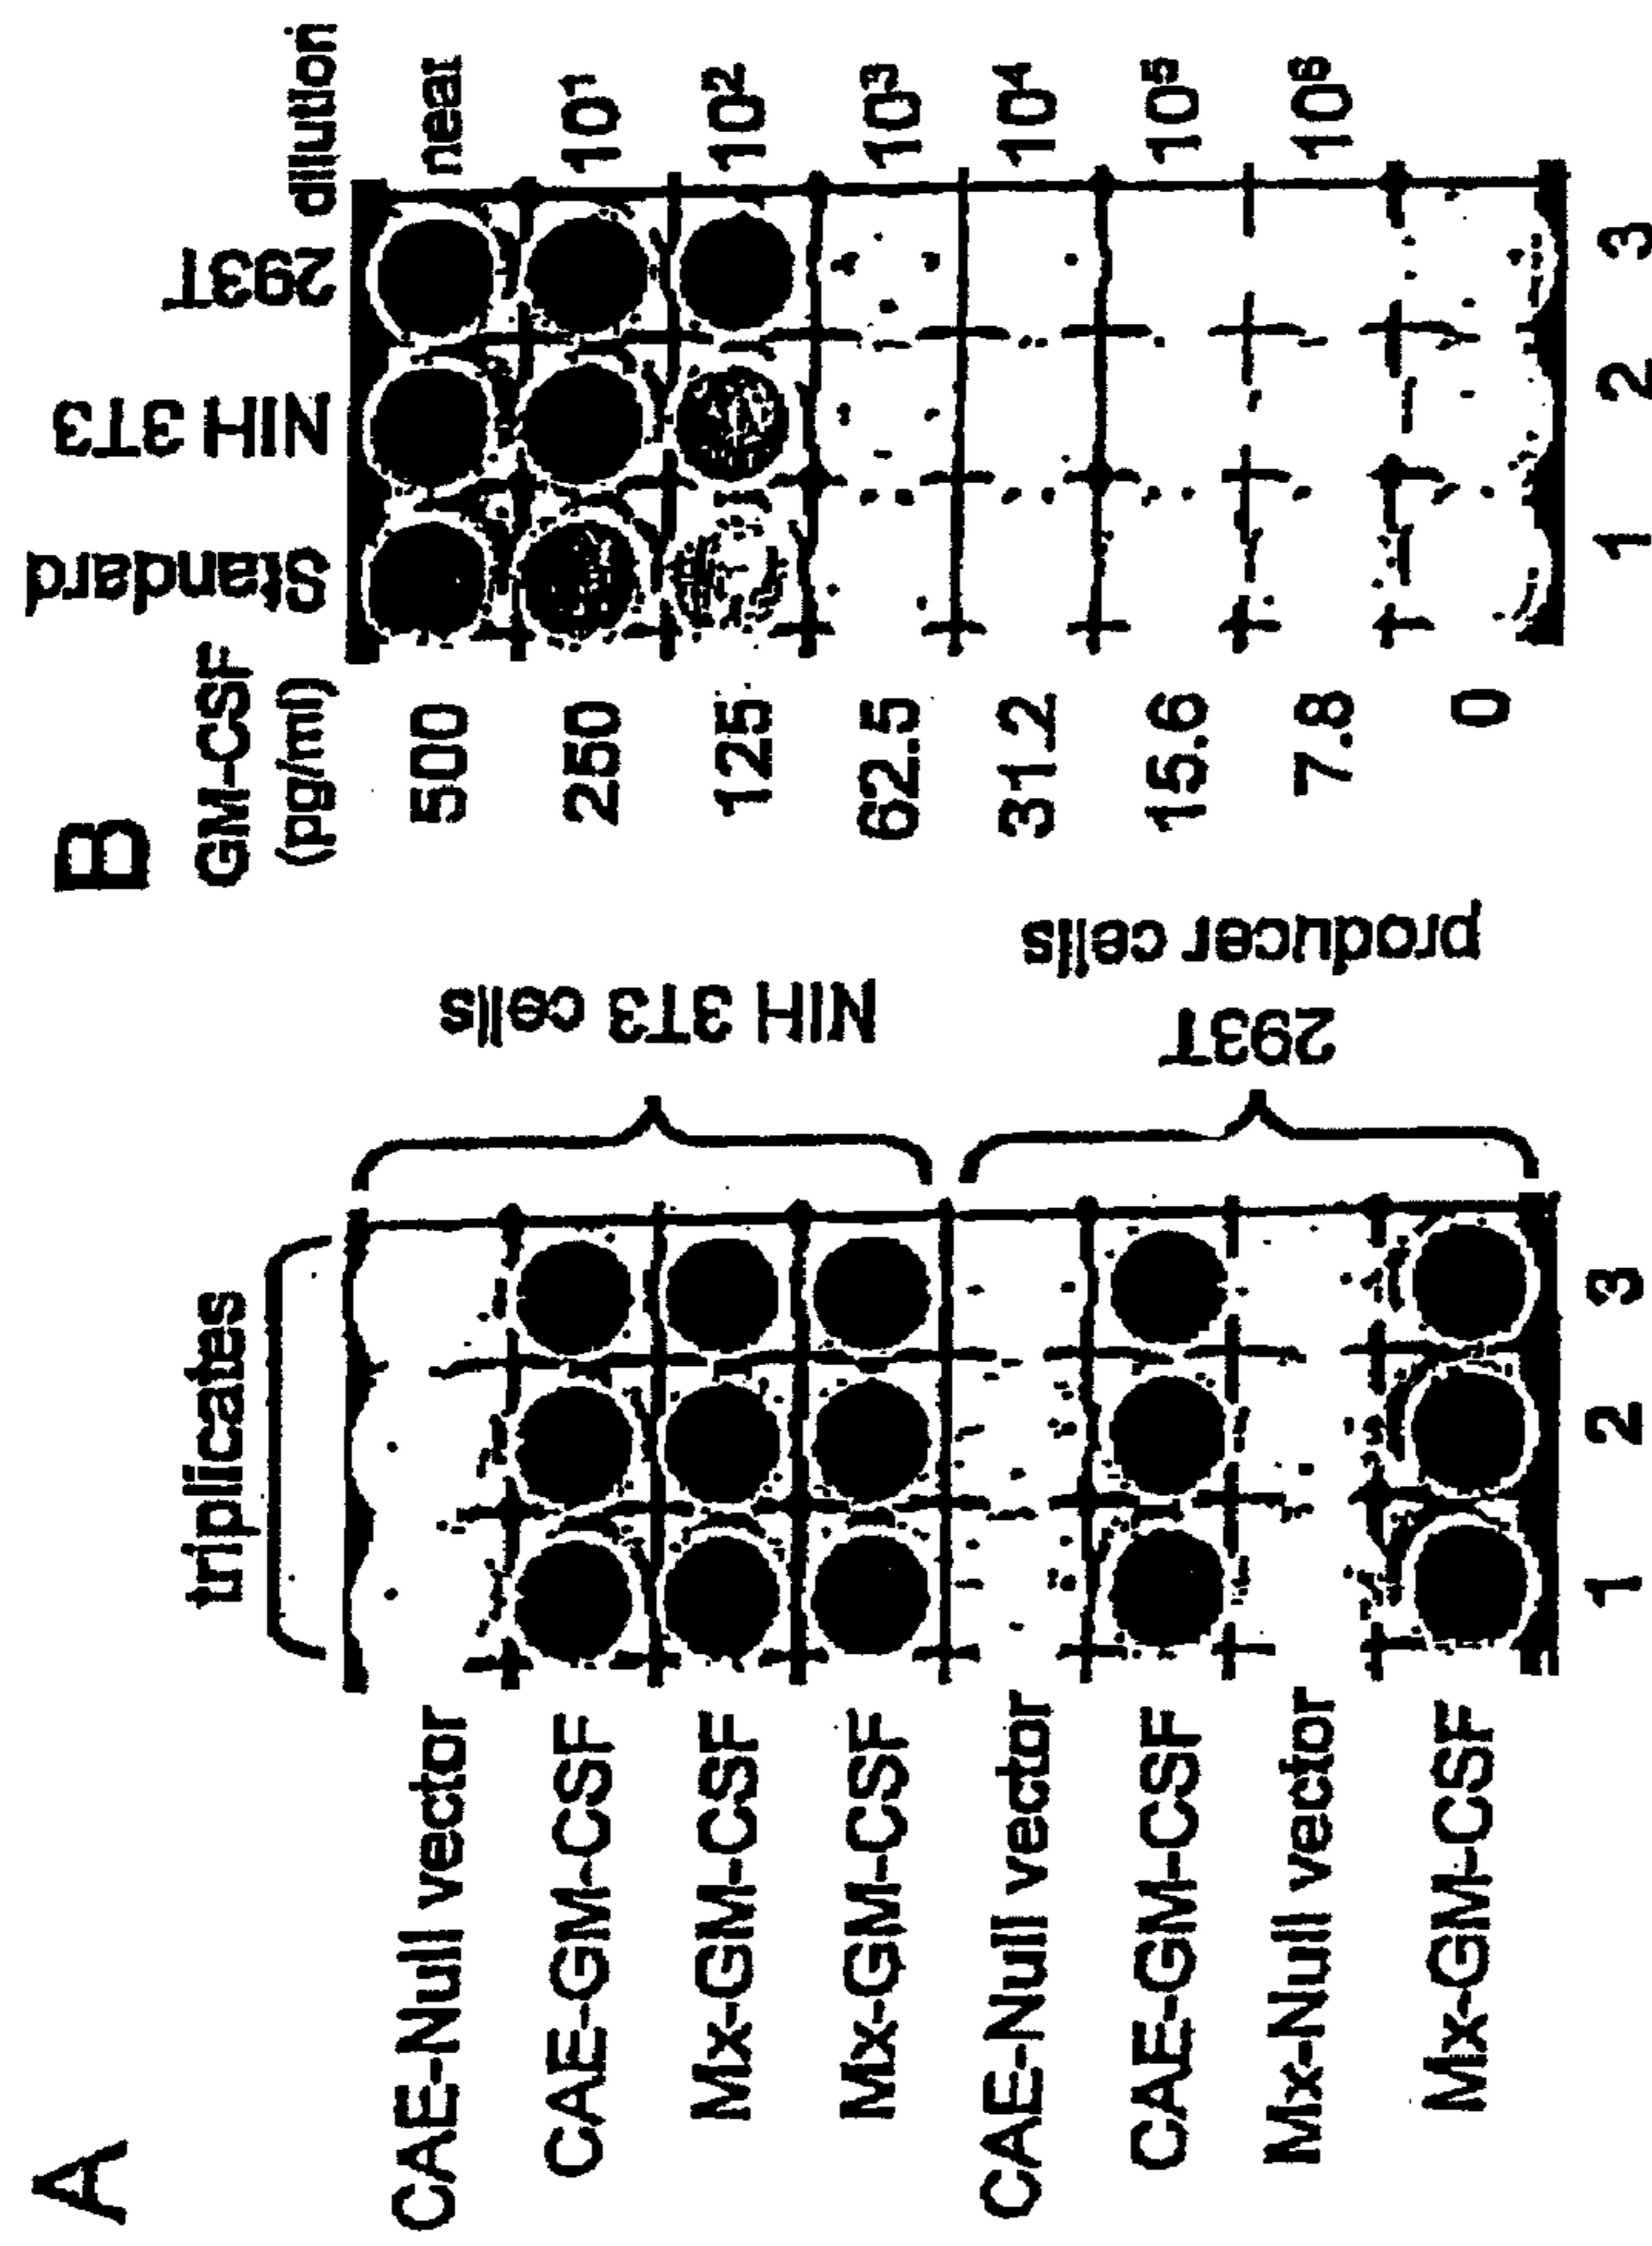 A
triplicates
CAE-Null vector
CAE-GM-CSF
Mx-GM-CSF
Mx-GM-CSF
CAE-Null vector
CAE-GM-CSF
Mx-Null vector
Mx-GM-CSF
NIH 3T3 cells
293T
producer cells
1 2 3
B
GM-CSF
(pg/ml)
Standard NIH 3T3 293T dilution
500 neat
250 10¹
125 10²
62.5 10³
31.2 10⁴
15.6 10⁵
7.8 10⁶
0
1 2 3